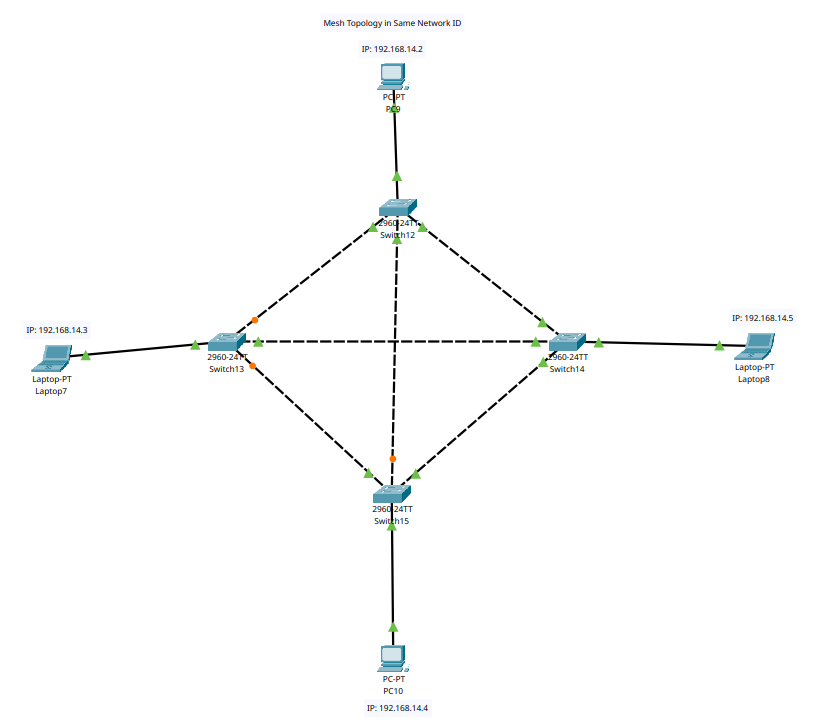 Mesh Topology in Same Network ID
IP: 192.168.14.2
PC-PT
PC9
2960-24TT
Switch12
IP: 192.168.14.3
Laptop-PT
Laptop7
2960-24TT
Switch13
2960-24TT
Switch14
IP: 192.168.14.5
Laptop-PT
Laptop8
2960-24TT
Switch15
PC-PT
PC10
IP: 192.168.14.4